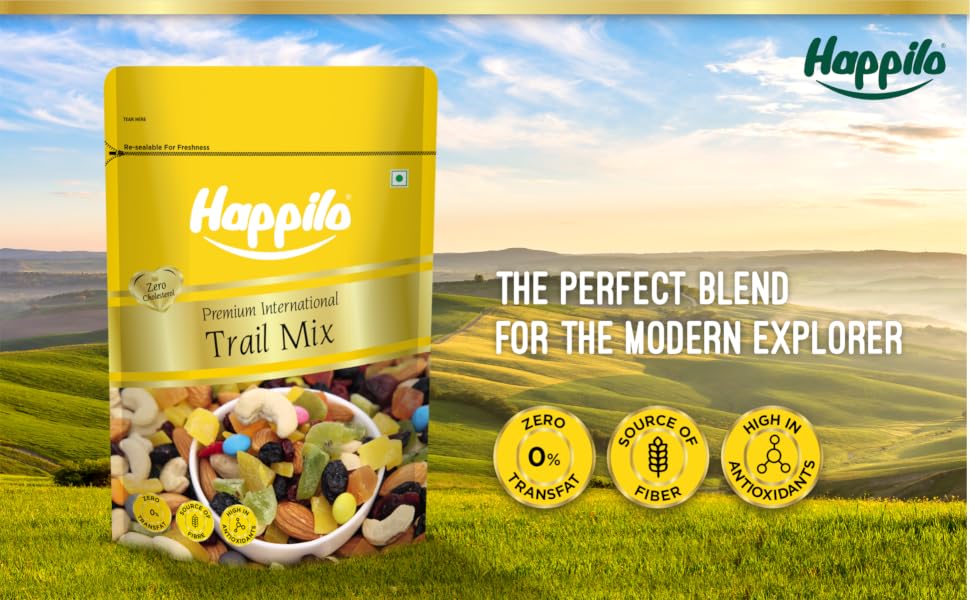 Happilo
TEAR HERE
Re-sealable For Freshness
Happilo
Zero
Cholesterol
Premium International
Trail Mix
ZERO
0%
TRANSFAT
SOURCE OF
FIBRE
HIGH IN
ANTIOXIDANTS
THE PERFECT BLEND
FOR THE MODERN EXPLORER
ZERO
0%
TRANSFAT
SOURCE OF
FIBER
HIGH IN
ANTIOXIDANTS